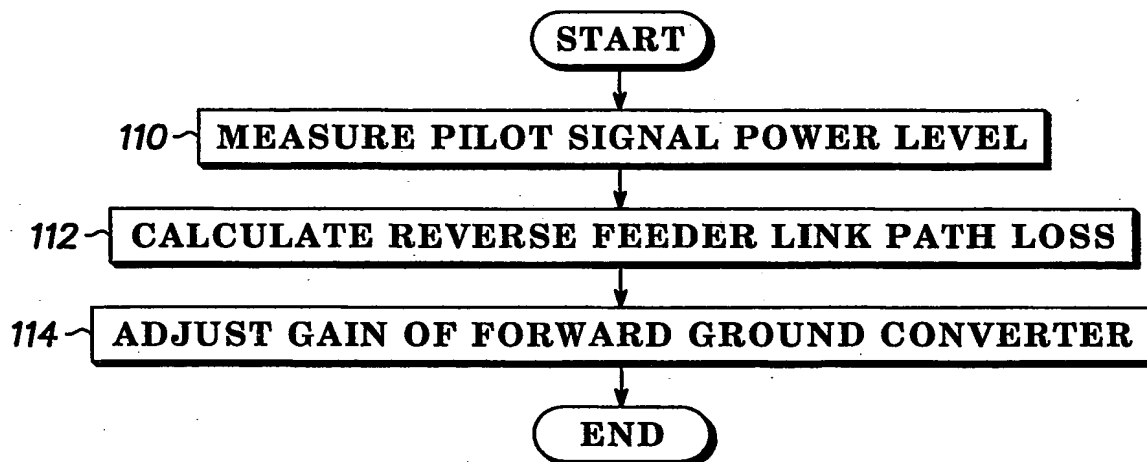 START
110 MEASURE PILOT SIGNAL POWER LEVEL
112 CALCULATE REVERSE FEEDER LINK PATH LOSS
114 ADJUST GAIN OF FORWARD GROUND CONVERTER
END